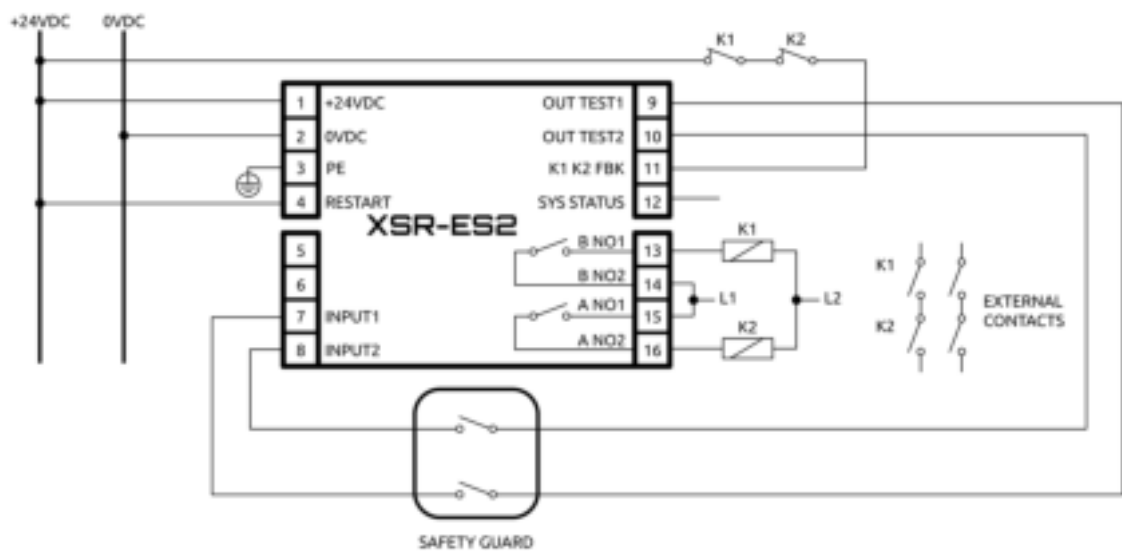 +24VDC 0VDC
K1 K2
1 +24VDC OUT TEST1 9
2 0VDC OUT TEST2 10
3 PE K1 K2 FBK 11
4 RESTART SYS STATUS 12
XSR-ES2
5 B NO1 13 K1
6 B NO2 14
L1 L2
7 INPUT1 A NO1 15
8 INPUT2 A NO2 16 K2
K1
K2
EXTERNAL
CONTACTS
SAFETY GUARD